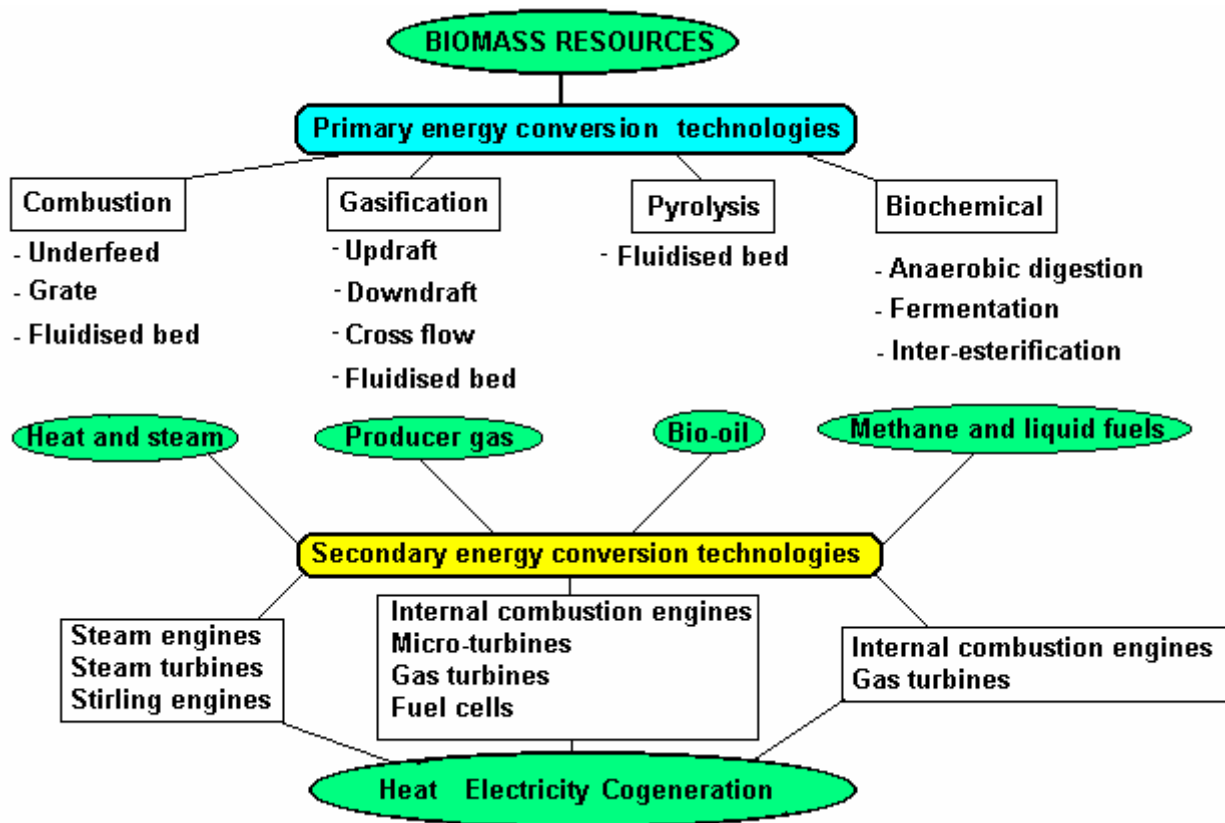 BIOMASS RESOURCES
Primary energy conversion technologies
Combustion
- Underfeed
- Grate
- Fluidised bed
Gasification
- Updraft
- Downdraft
- Cross flow
- Fluidised bed
Pyrolysis
- Fluidised bed
Biochemical
- Anaerobic digestion
- Fermentation
- Inter-esterification
Heat and steam
Producer gas
Bio-oil
Methane and liquid fuels
Secondary energy conversion technologies
Steam engines
Steam turbines
Stirling engines
Internal combustion engines
Micro-turbines
Gas turbines
Fuel cells
Internal combustion engines
Gas turbines
Heat Electricity Cogeneration